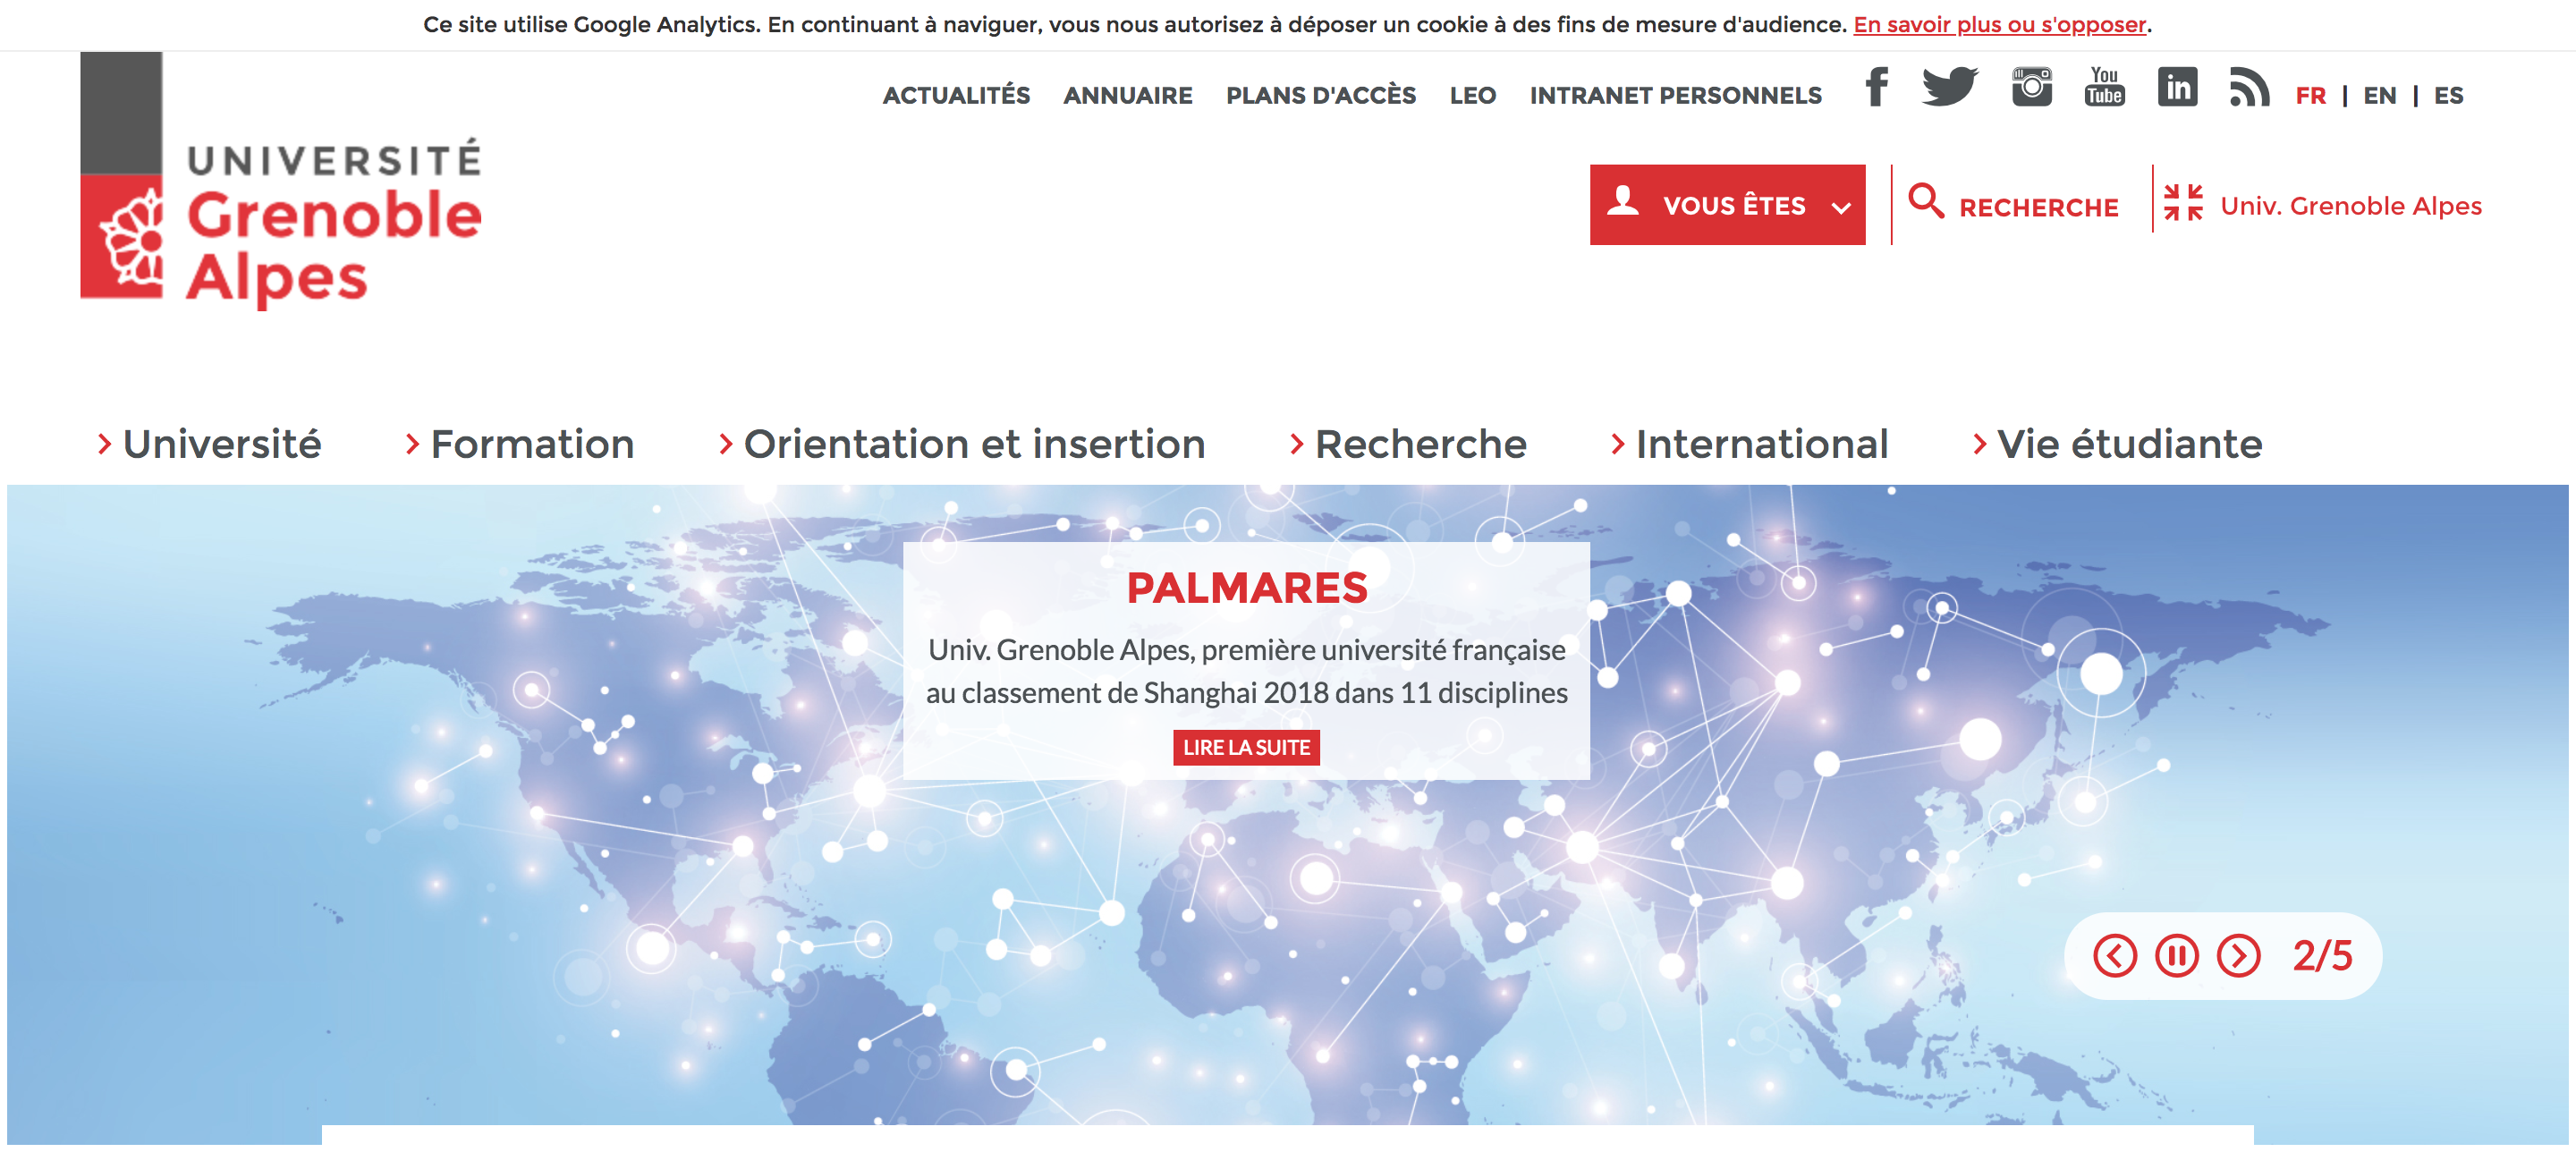 Ce site utilise Google Analytics. En continuant à naviguer, vous nous autorisez à déposer un cookie à des fins de mesure d'audience. En savoir plus ou s'opposer.
ACTUALITÉS ANNUAIRE PLANS D'ACCÈS LEO INTRANET PERSONNELS You Tube in FR | EN | ES
UNIVERSITÉ
Grenoble
Alpes
VOUS ÊTES RECHERCHE Univ. Grenoble Alpes
Université Formation Orientation et insertion Recherche International Vie étudiante
PALMARES
Univ. Grenoble Alpes, première université française
au classement de Shanghai 2018 dans 11 disciplines
LIRE LA SUITE
2/5